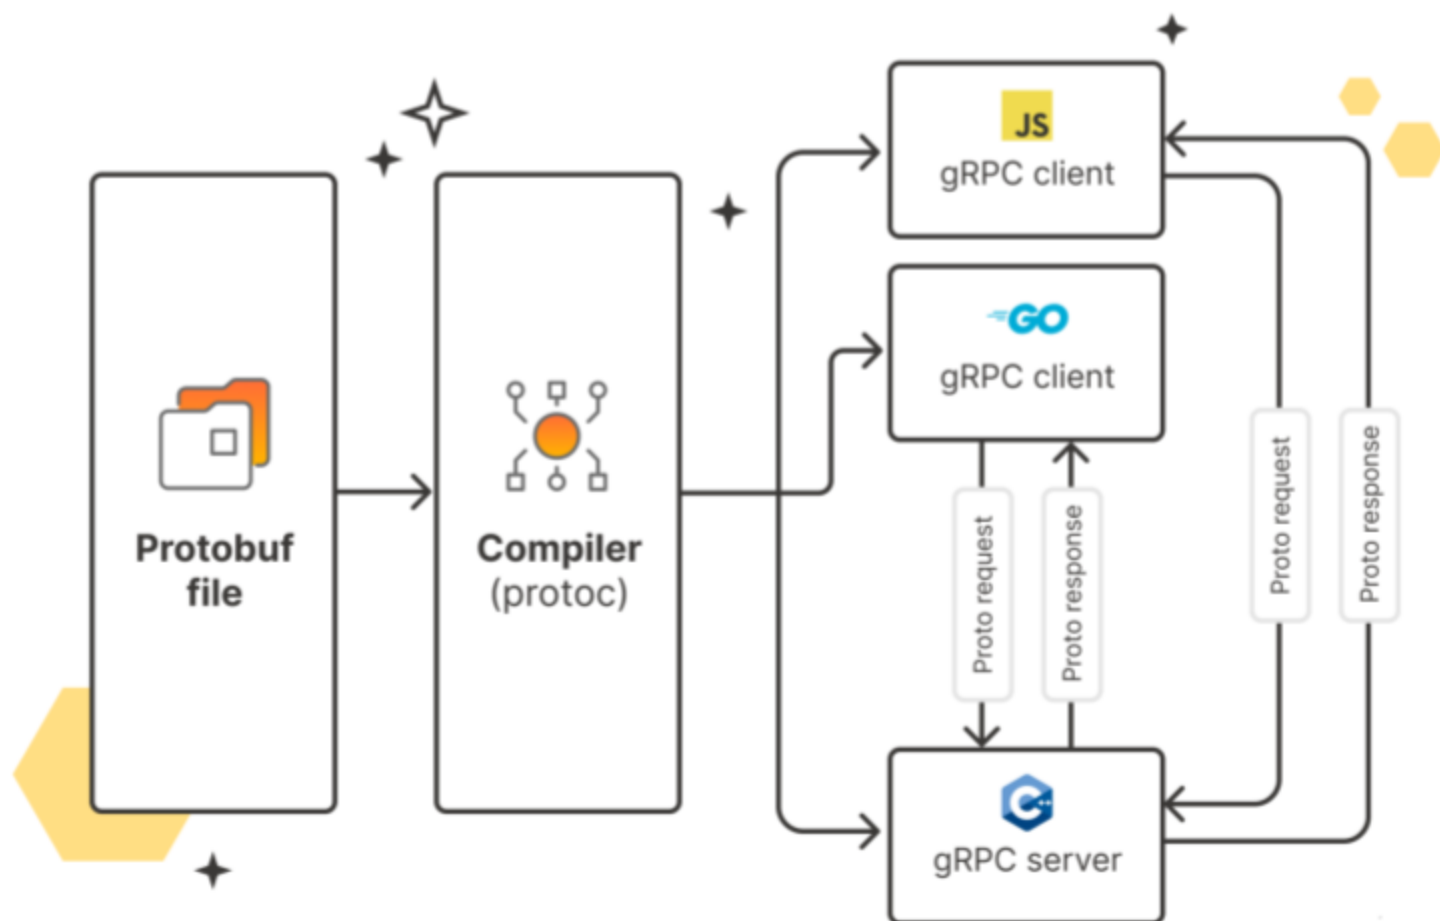 Protobuf
file
Compiler
(protoc)
JS
gRPC client
GO
gRPC client
Proto request
Proto response
Proto request
Proto response
C++
gRPC server